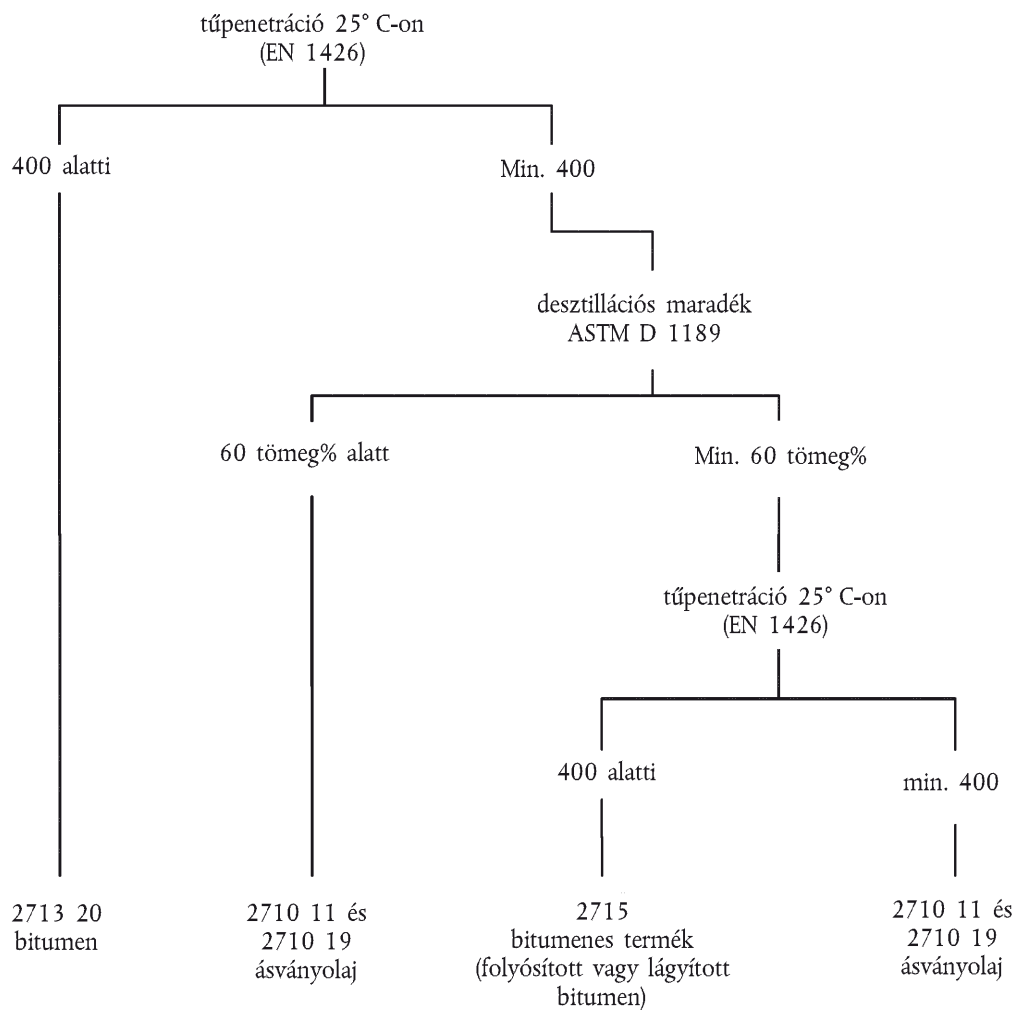 tűpenetráció 25° C-on
(EN 1426)
400 alatti
Min. 400
desztillációs maradék
ASTM D 1189
60 tömeg% alatt
Min. 60 tömeg%
tűpenetráció 25° C-on
(EN 1426)
400 alatti
min. 400
2713 20
bitumen
2710 11 és
2710 19
ásványolaj
2715
bitumenes termék
(folyósított vagy lágyított
bitumen)
2710 11 és
2710 19
ásványolaj